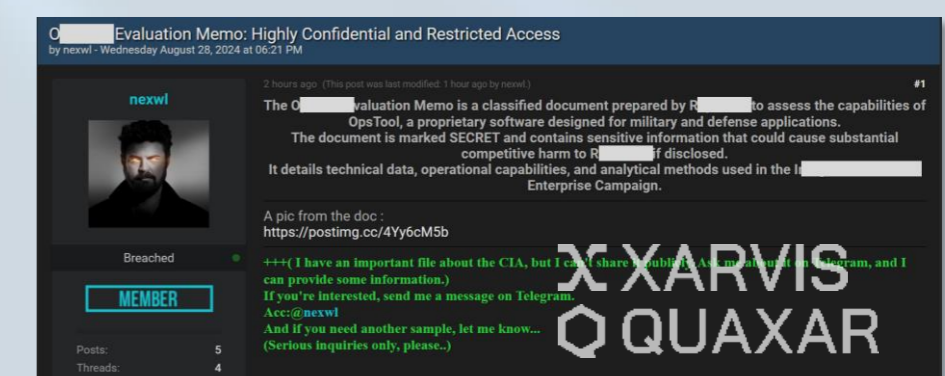 O Evaluation Memo: Highly Confidential and Restricted Access
by nexwl - Wednesday August 28, 2024 at 06:21 PM
nexwl
Breached
MEMBER
Posts: 5
Threads: 4
2 hours ago (This post was last modified: 1 hour ago by nexwl.)
#1
The O valuation Memo is a classified document prepared by R to assess the capabilities of
OpsTool, a proprietary software designed for military and defense applications.
The document is marked SECRET and contains sensitive information that could cause substantial
competitive harm to R if disclosed.
It details technical data, operational capabilities, and analytical methods used in the I
Enterprise Campaign.
A pic from the doc :
https://postimg.cc/4Yy6cM5b
+++( I have an important file about the CIA, but I can't share it publicly. Ask me about it on Telegram, and I
can provide some information.)
If you're interested, send me a message on Telegram.
Acc:@nexwl
And if you need another sample, let me know...
(Serious inquiries only, please..)
XARVIS
QUAXAR